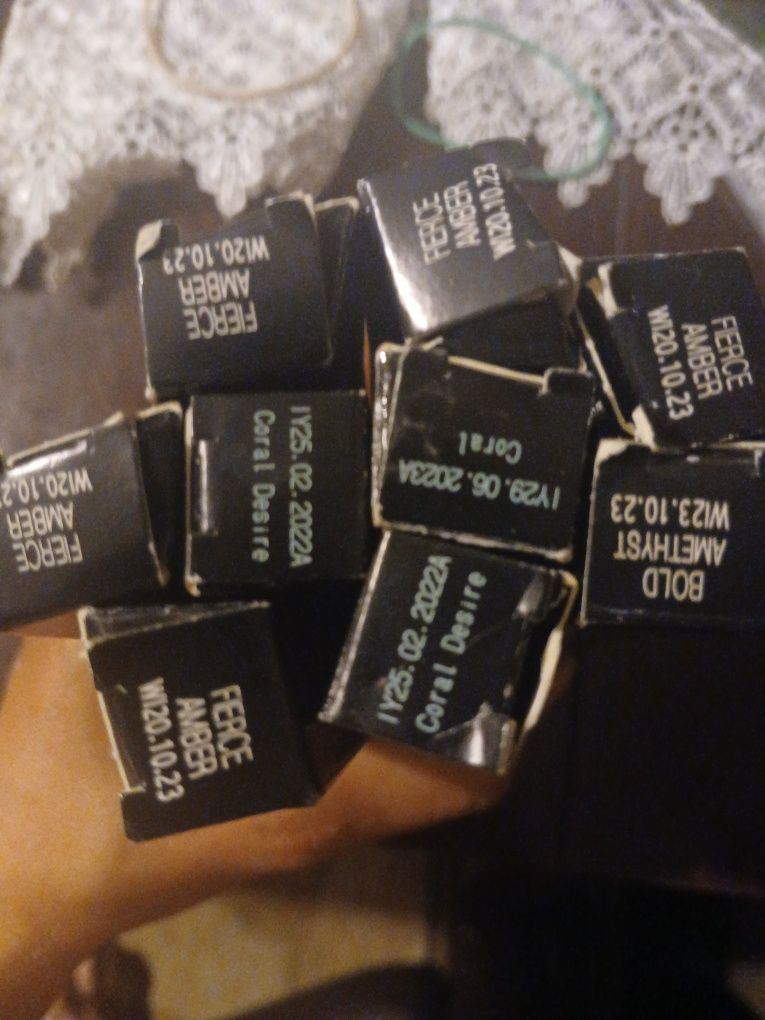 FIERCE
AMBER
WI20.10.23
FIERCE
AMBER
WI20.10.23
FIERCE
AMBER
WI20.10.23
FIERCE
AMBER
WI20.10.2
IY25.02.2022A
Coral Desire
IY29.06.2023A
Coral
BOLD
AMETHYST
WI23.10.23
FIERCE
AMBER
WI20.10.23
IY25.02.2022A
Coral Desire